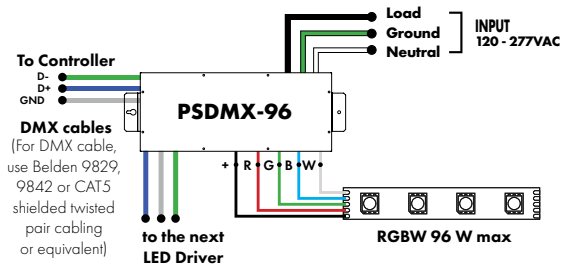 Load
Ground
Neutral
INPUT
120 - 277VAC
To Controller
D-
D+
GND
PSDMX-96
DMX cables
(For DMX cable,
use Belden 9829,
9842 or CAT5
shielded twisted
pair cabling
or equivalent)
+ R G B W
to the next
LED Driver
RGBW 96 W max